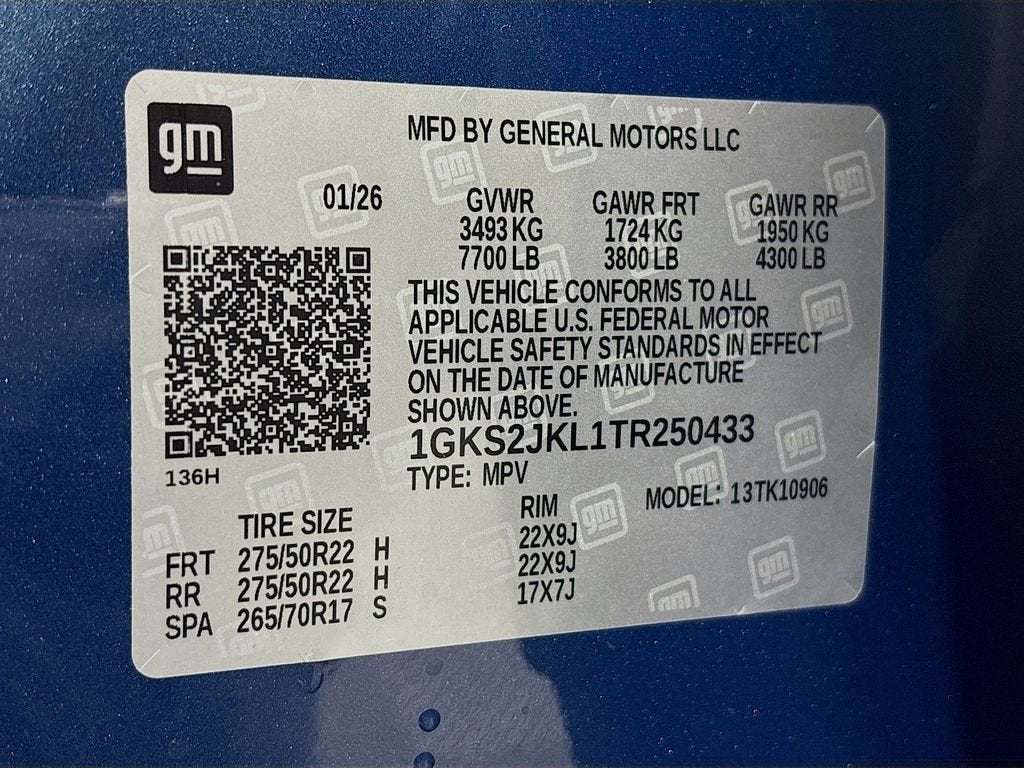 gm
MFD BY GENERAL MOTORS LLC
01/26
GVWR GAWR FRT GAWR RR
3493 KG 1724 KG 1950 KG
7700 LB 3800 LB 4300 LB
THIS VEHICLE CONFORMS TO ALL
APPLICABLE U.S. FEDERAL MOTOR
VEHICLE SAFETY STANDARDS IN EFFECT
ON THE DATE OF MANUFACTURE
SHOWN ABOVE.
1GKS2JKL1TR250433
136H
TYPE: MPV
MODEL: 13TK10906
TIRE SIZE RIM
FRT 275/50R22 H 22X9J
RR 275/50R22 H 22X9J
SPA 265/70R17 S 17X7J